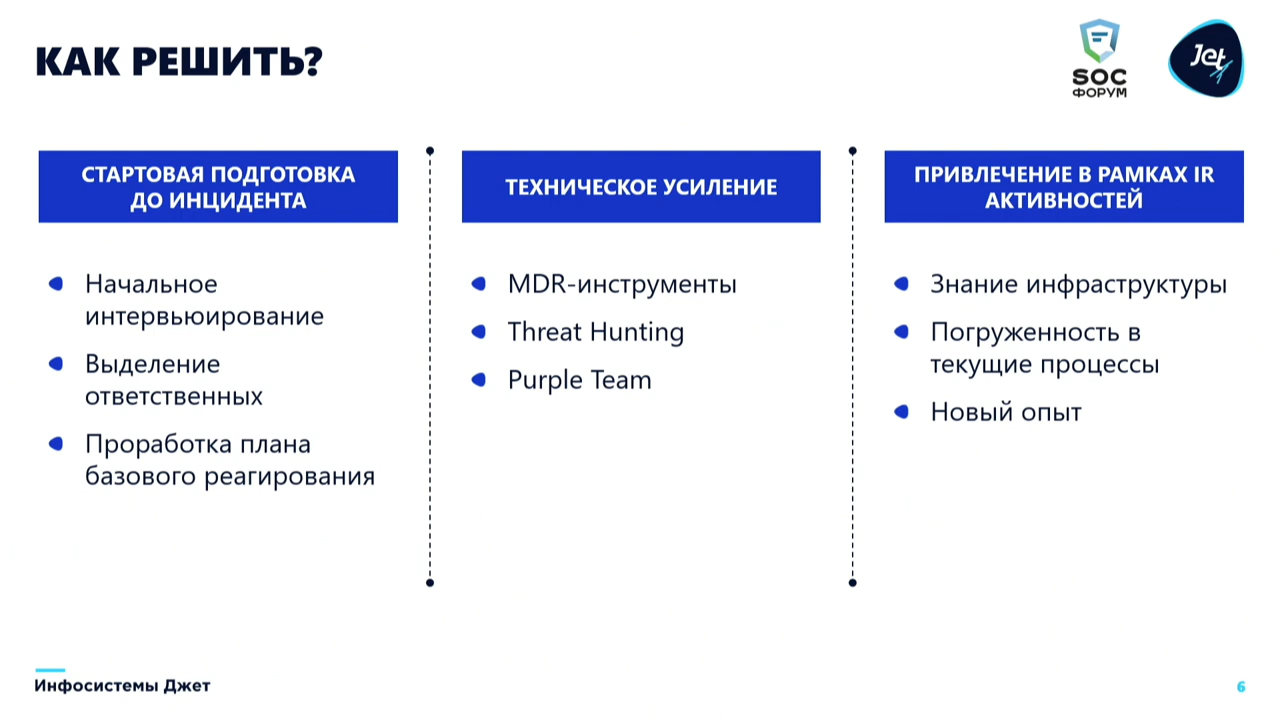 КАК РЕШИТЬ?
SOC
ФОРУМ
Jet
СТАРТОВАЯ ПОДГОТОВКА
ДО ИНЦИДЕНТА
Начальное
интервьюирование
Выделение
ответственных
Проработка плана
базового реагирования
ТЕХНИЧЕСКОЕ УСИЛЕНИЕ
MDR-инструменты
Threat Hunting
Purple Team
ПРИВЛЕЧЕНИЕ В РАМКАХ IR
АКТИВНОСТЕЙ
Знание инфраструктуры
Погруженность в
текущие процессы
Новый опыт
Инфосистемы Джет
6